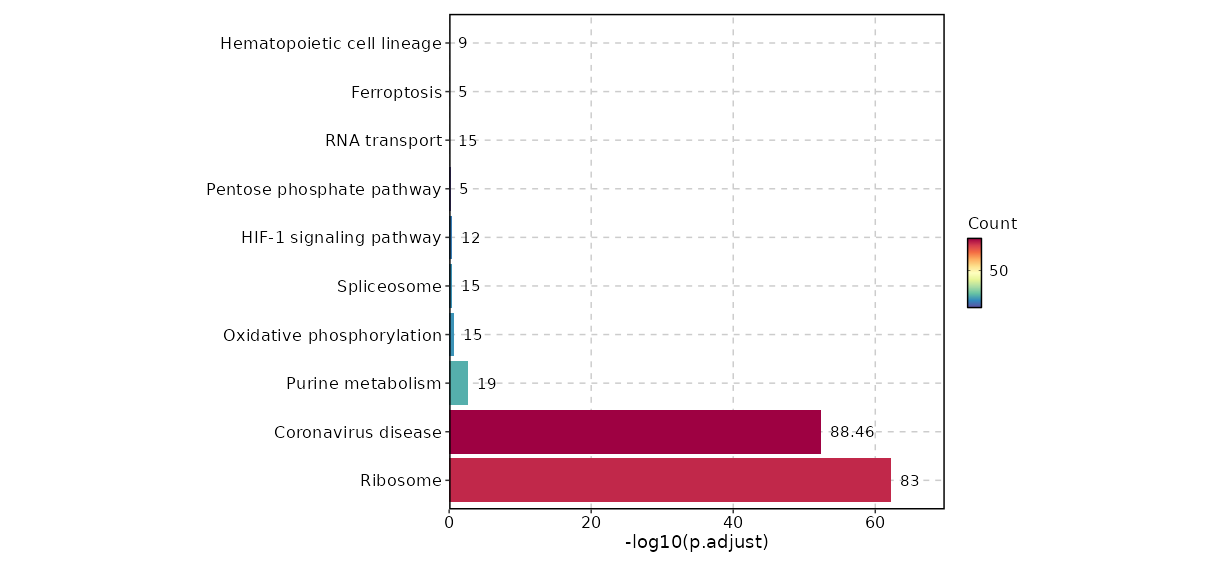 Hematopoietic cell lineage 9
Ferroptosis 5
RNA transport 15
Pentose phosphate pathway 5
HIF-1 signaling pathway 12
Spliceosome 15
Oxidative phosphorylation 15
Purine metabolism 19
Coronavirus disease 88.46
Ribosome 83
0 20 40 60
-log10(p.adjust)
Count
50